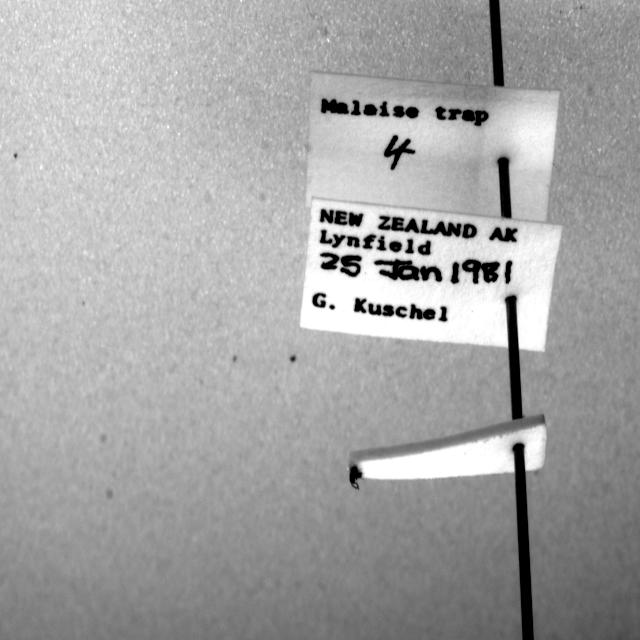 Malaise trap
4
NEW ZEALAND AK
Lynfield
25 Jan 1981
G. Kuschel